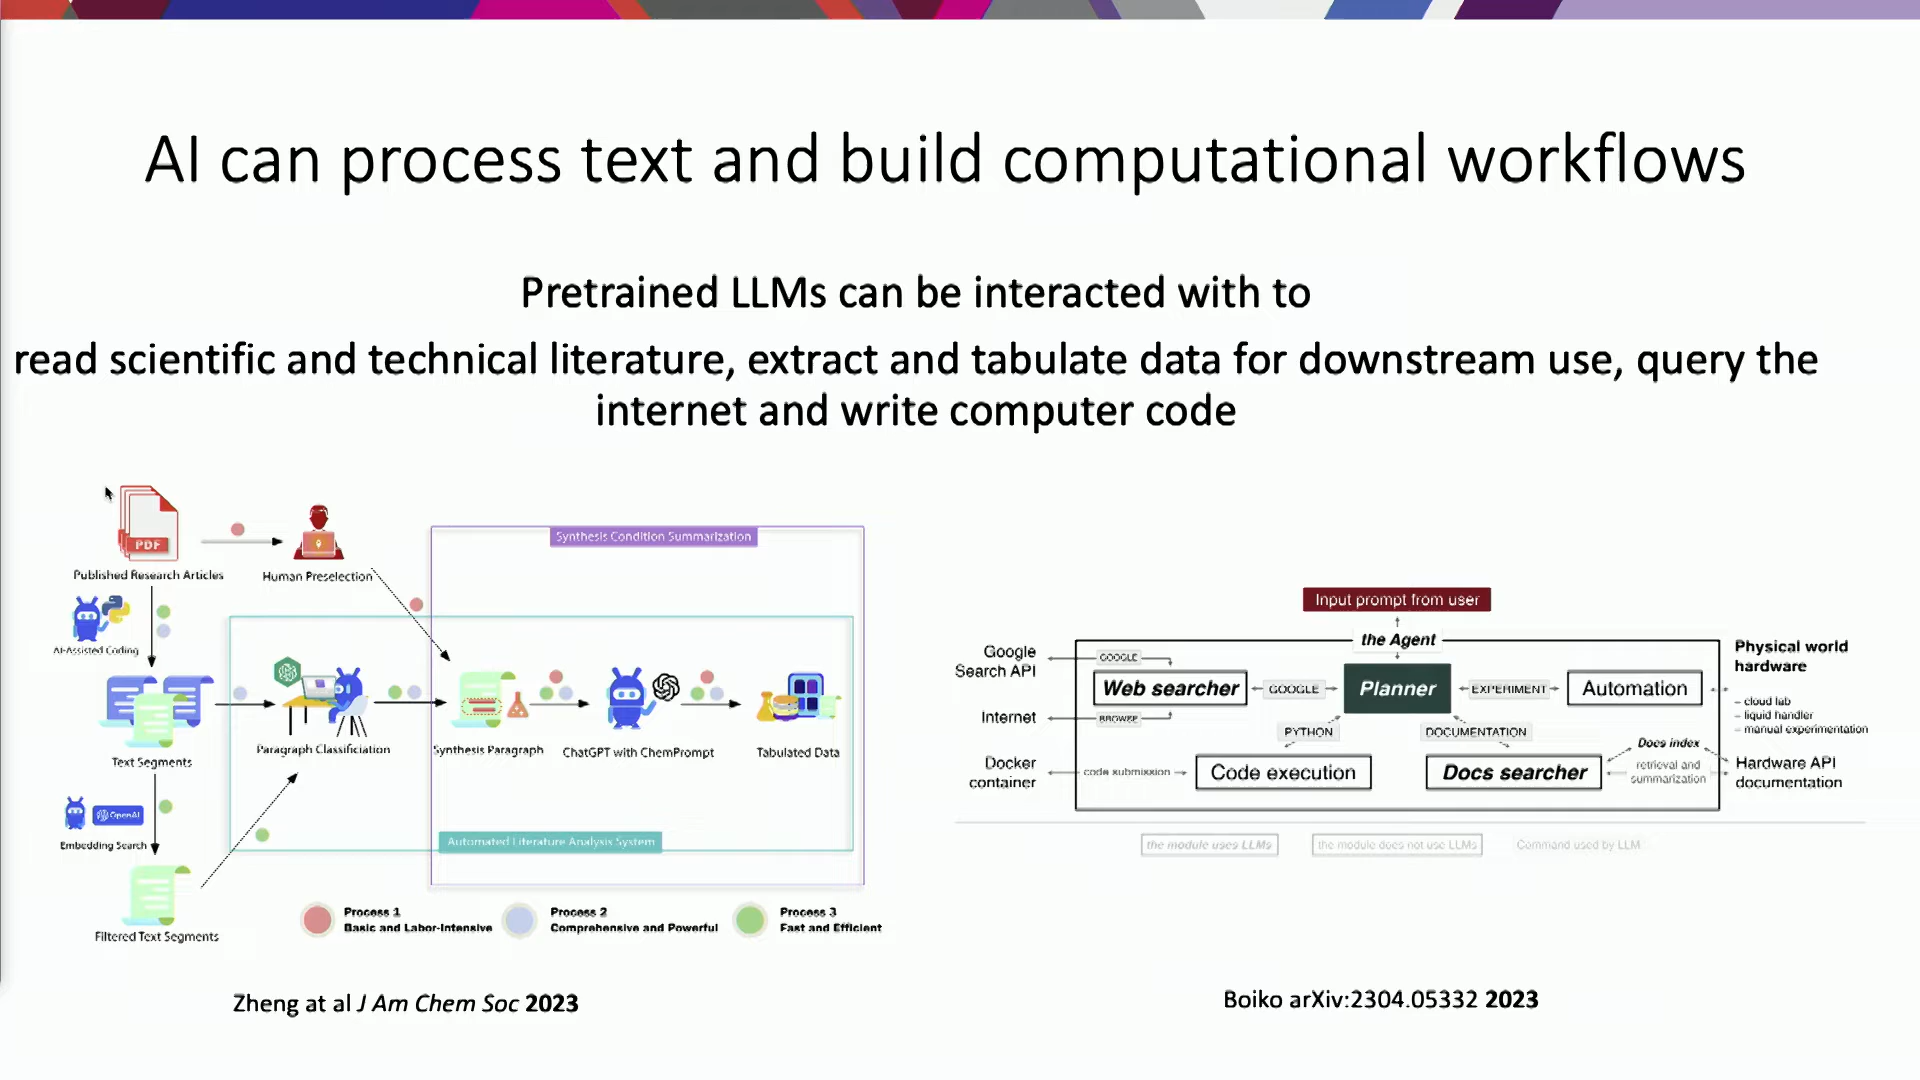 AI can process text and build computational workflows
Pretrained LLMs can be interacted with to
read scientific and technical literature, extract and tabulate data for downstream use, query the
internet and write computer code
PDF
Published Research Articles
Human Preselection
Synthesis Condition Summarization
AI-Assisted Coding
Text Segments
Paragraph Classificiation
Synthesis Paragraph
ChatGPT with ChemPrompt
Tabulated Data
OpenAI
Embedding Search
Automated Literature Analysis System
Filtered Text Segments
Process 1
Basic and Labor-Intensive
Process 2
Comprehensive and Powerful
Process 3
Fast and Efficient
Zheng at al J Am Chem Soc 2023
Input prompt from user
the Agent
Google
Search API
GOOGLE
Web searcher
GOOGLE
Planner
EXPERIMENT
Automation
Physical world
hardware
– cloud lab
– liquid handler
– manual experimentation
Internet
BROWSE
PYTHON
DOCUMENTATION
Docker
container
code submission
Code execution
Docs searcher
Docs index
retrieval and
summarization
Hardware API
documentation
the module uses LLMs
the module does not use LLMs
Command used by LLM
Boiko arXiv:2304.05332 2023